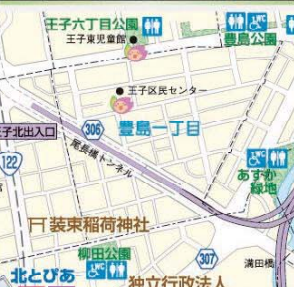 王子六丁目公園
王子東児童館
豊島公園
王子区民センター
王子北出入口
306
豊島一丁目
尾長橋トンネル
122
あすか
緑地
装束稲荷神社
柳田公園
307
溝田橋
北とぴあ
独立行政法人